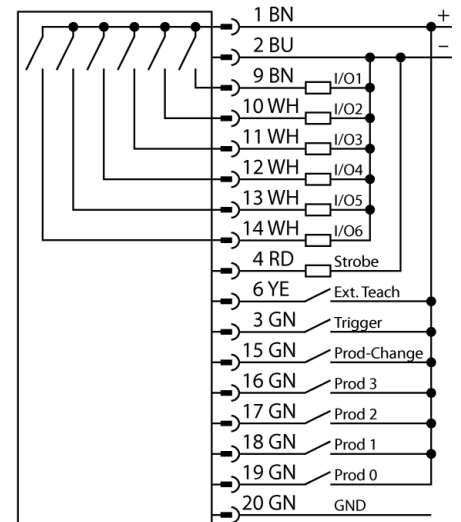 1 BN +
2 BU –
9 BN I/O1
10 WH I/O2
11 WH I/O3
12 WH I/O4
13 WH I/O5
14 WH I/O6
4 RD Strobe
6 YE Ext. Teach
3 GN Trigger
15 GN Prod-Change
16 GN Prod 3
17 GN Prod 2
18 GN Prod 1
19 GN Prod 0
20 GN GND